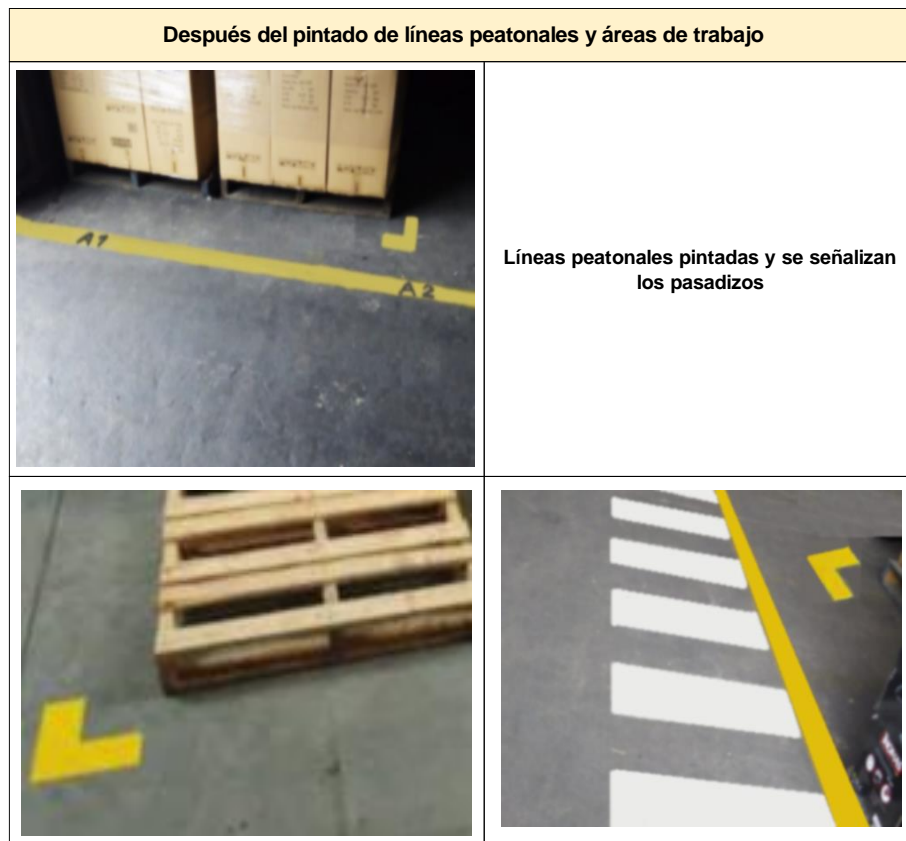 Después del pintado de líneas peatonales y áreas de trabajo
A1
A2
Líneas peatonales pintadas y se señalizan
los pasadizos